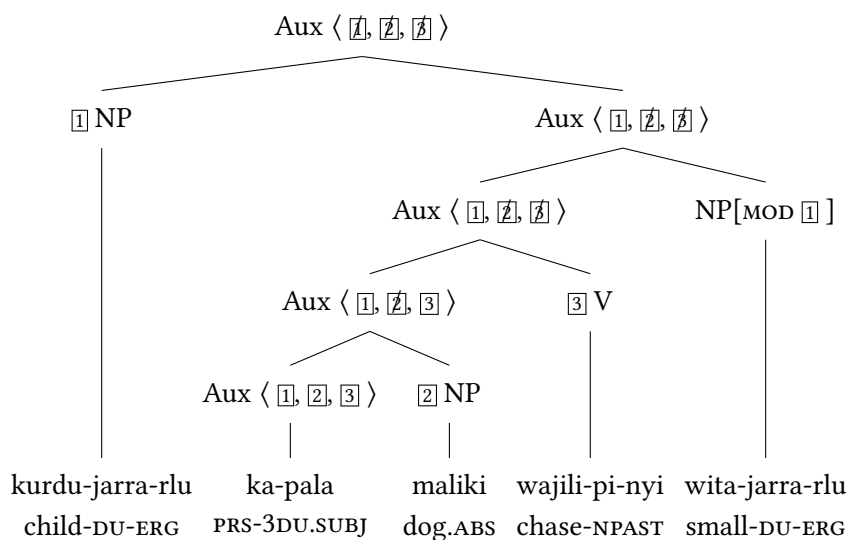 Aux ⟨ 1̸, 2̸, 3̸ ⟩
1 NP
Aux ⟨ 1, 2̸, 3̸ ⟩
Aux ⟨ 1, 2̸, 3̸ ⟩
NP[MOD 1 ]
Aux ⟨ 1, 2̸, 3 ⟩
3 V
Aux ⟨ 1, 2, 3 ⟩
2 NP
kurdu-jarra-rlu ka-pala maliki wajili-pi-nyi wita-jarra-rlu
child-DU-ERG PRS-3DU.SUBJ dog.ABS chase-NPAST small-DU-ERG